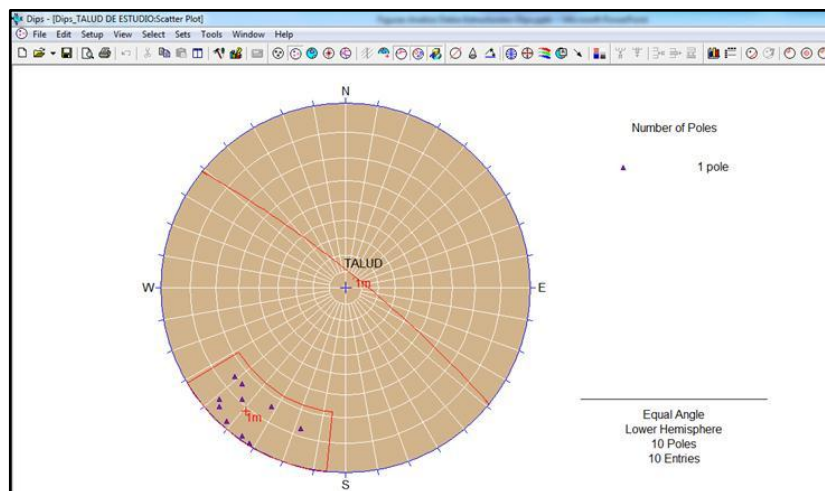 Dips - [Dips_TALUD DE ESTUDIO:Scatter Plot]
File Edit Setup View Select Sets Tools Window Help
N
Number of Poles
1 pole
TALUD
1m
W
E
1m
S
Equal Angle
Lower Hemisphere
10 Poles
10 Entries